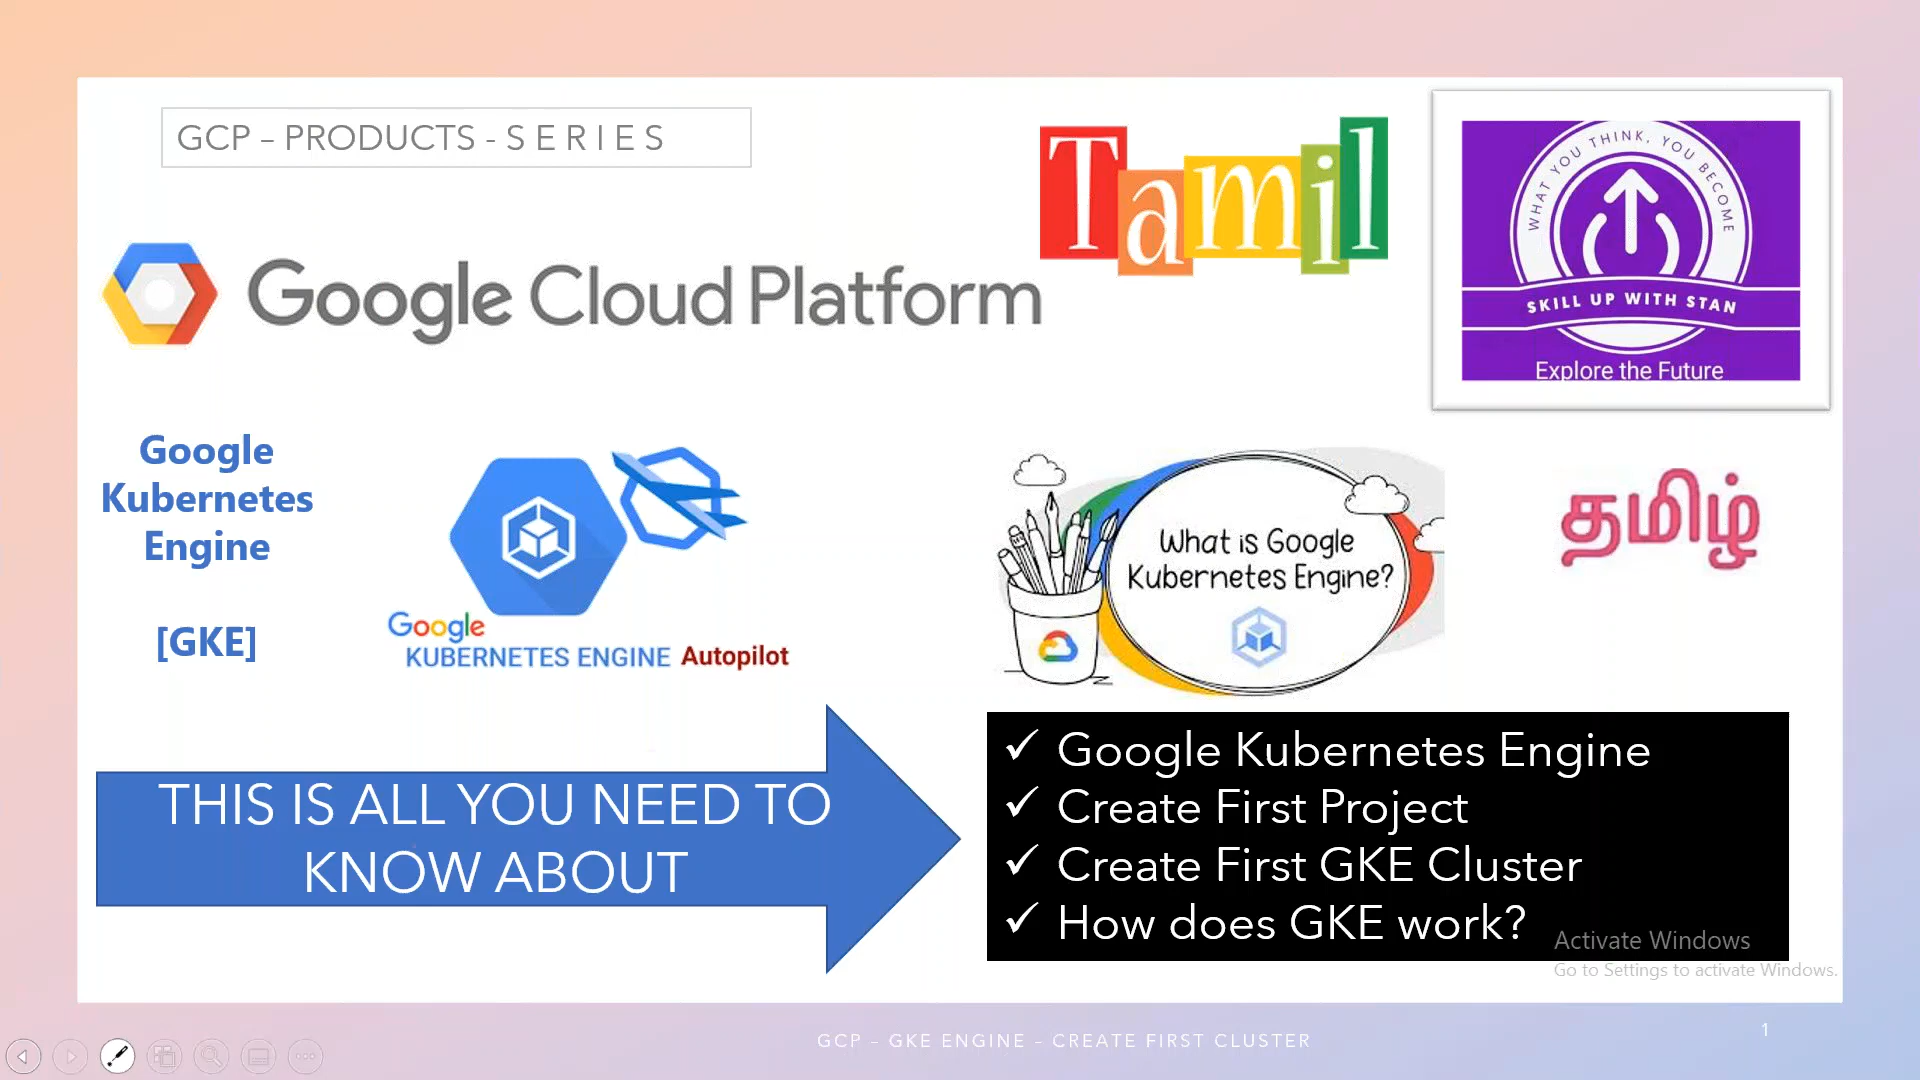 GCP – PRODUCTS - S E R I E S
Tamil
WHAT YOU THINK, YOU BECOME
SKILL UP WITH STAN
Explore the Future
Google Cloud Platform
Google
Kubernetes
Engine
[GKE]
Google
KUBERNETES ENGINE Autopilot
What is Google
Kubernetes Engine?
தமிழ்
THIS IS ALL YOU NEED TO
KNOW ABOUT
✓ Google Kubernetes Engine
✓ Create First Project
✓ Create First GKE Cluster
✓ How does GKE work?
Activate Windows
Go to Settings to activate Windows.
GCP – GKE ENGINE – CREATE FIRST CLUSTER
1